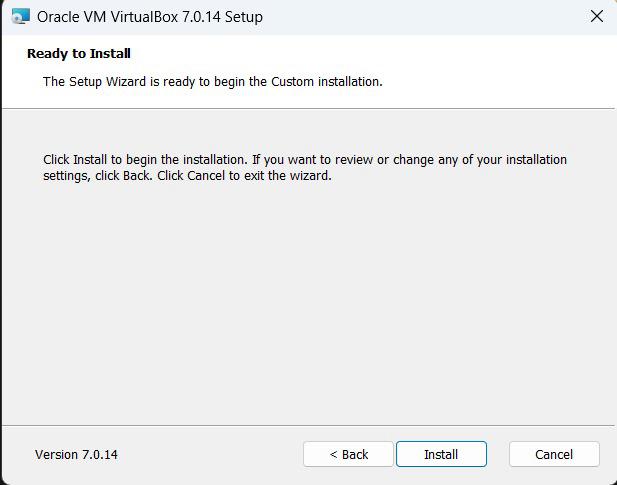 Oracle VM VirtualBox 7.0.14 Setup
Ready to Install
The Setup Wizard is ready to begin the Custom installation.
Click Install to begin the installation. If you want to review or change any of your installation
settings, click Back. Click Cancel to exit the wizard.
Version 7.0.14
< Back
Install
Cancel